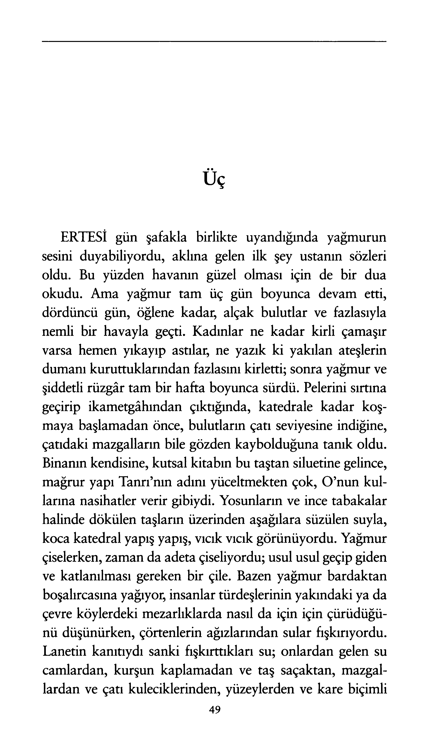 Üç
ERTESİ gün şafakla birlikte uyandığında yağmurun
sesini duyabiliyordu, aklına gelen ilk şey ustanın sözleri
oldu. Bu yüzden havanın güzel olması için de bir dua
okudu. Ama yağmur tam üç gün boyunca devam etti,
dördüncü gün, öğlene kadar, alçak bulutlar ve fazlasıyla
nemli bir havayla geçti. Kadınlar ne kadar kirli çamaşır
varsa hemen yıkayıp astılar, ne yazık ki yakılan ateşlerin
dumanı kuruttuklarından fazlasını kirletti; sonra yağmur ve
şiddetli rüzgâr tam bir hafta boyunca sürdü. Pelerini sırtına
geçirip ikametgâhından çıktığında, katedrale kadar koş-
maya başlamadan önce, bulutların çatı seviyesine indiğine,
çatıdaki mazgalların bile gözden kaybolduğuna tanık oldu.
Binanın kendisine, kutsal kitabın bu taştan siluetine gelince,
mağrur yapı Tanrı'nın adını yüceltmekten çok, O'nun kul-
larına nasihatler verir gibiydi. Yosunların ve ince tabakalar
halinde dökülen taşların üzerinden aşağılara süzülen suyla,
koca katedral yapış yapış, vıcık vıcık görünüyordu. Yağmur
çiselerken, zaman da adeta çiseliyordu; usul usul geçip giden
ve katlanılması gereken bir çile. Bazen yağmur bardaktan
boşalırcasına yağıyor, insanlar türdeşlerinin yakındaki ya da
çevre köylerdeki mezarlıklarda nasıl da için için çürüdüğü-
nü düşünürken, çörtenlerin ağızlarından sular fışkırıyordu.
Lanetin kanıtıydı sanki fışkırttıkları su; onlardan gelen su
camlardan, kurşun kaplamadan ve taş saçaktan, mazgal-
lardan ve çatı kuleciklerinden, yüzeylerden ve kare biçimli
49